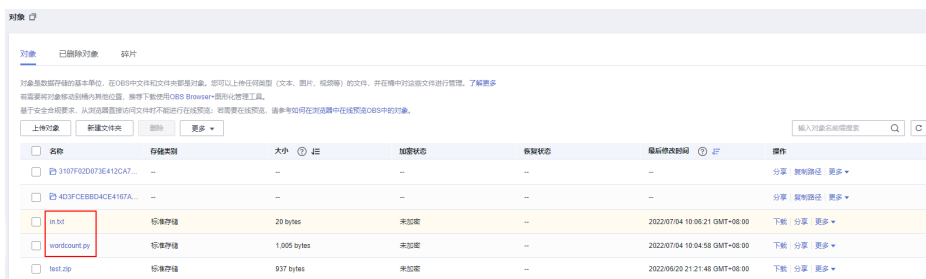 对象
对象 已删除对象 碎片
对象是数据存储的基本单位，在OBS中文件和文件夹都是对象。您可以上传任何类型（文本、图片、视频等）的文件，并在桶中对这些文件进行管理。了解更多
若需要将对象移动到桶内其他位置，推荐下载使用OBS Browser+图形化管理工具。
基于安全合规要求，从浏览器直接访问文件时不能进行在线预览；若需要在线预览，请参考如何在浏览器中在线预览OBS中的对象。
上传对象 新建文件夹 删除 更多 输入对象名前缀搜索
名称 存储类别 大小 加密状态 恢复状态 最后修改时间 操作
3107F02D073E412CA7... -- -- -- -- -- 分享 复制路径 更多
4D3FCEBBD4CE4167A... -- -- -- -- -- 分享 复制路径 更多
in.txt 标准存储 20 bytes 未加密 -- 2022/07/04 10:06:21 GMT+08:00 下载 分享 更多
wordcount.py 标准存储 1,005 bytes 未加密 -- 2022/07/04 10:04:58 GMT+08:00 下载 分享 更多
test.zip 标准存储 937 bytes 未加密 -- 2022/06/20 21:21:48 GMT+08:00 下载 分享 更多